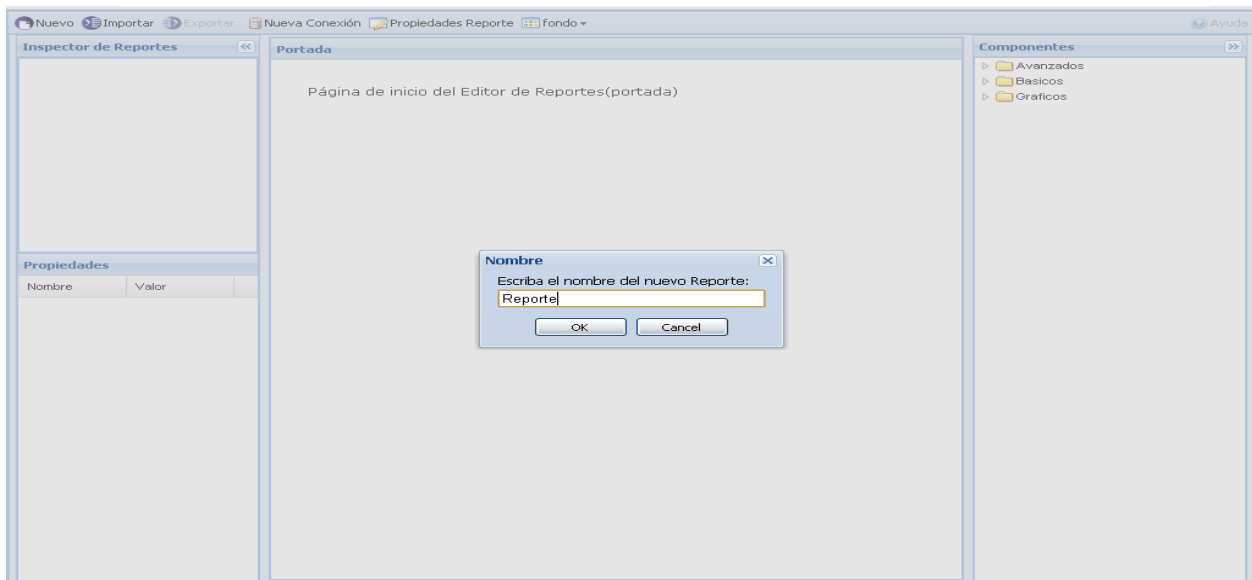 Nuevo Importar Exportar Nueva Conexión Propiedades Reporte fondo Ayuda
Inspector de Reportes
Portada
Componentes
Página de inicio del Editor de Reportes(portada)
Avanzados
Basicos
Graficos
Propiedades
Nombre Valor
Nombre
Escriba el nombre del nuevo Reporte:
Reporte
OK Cancel